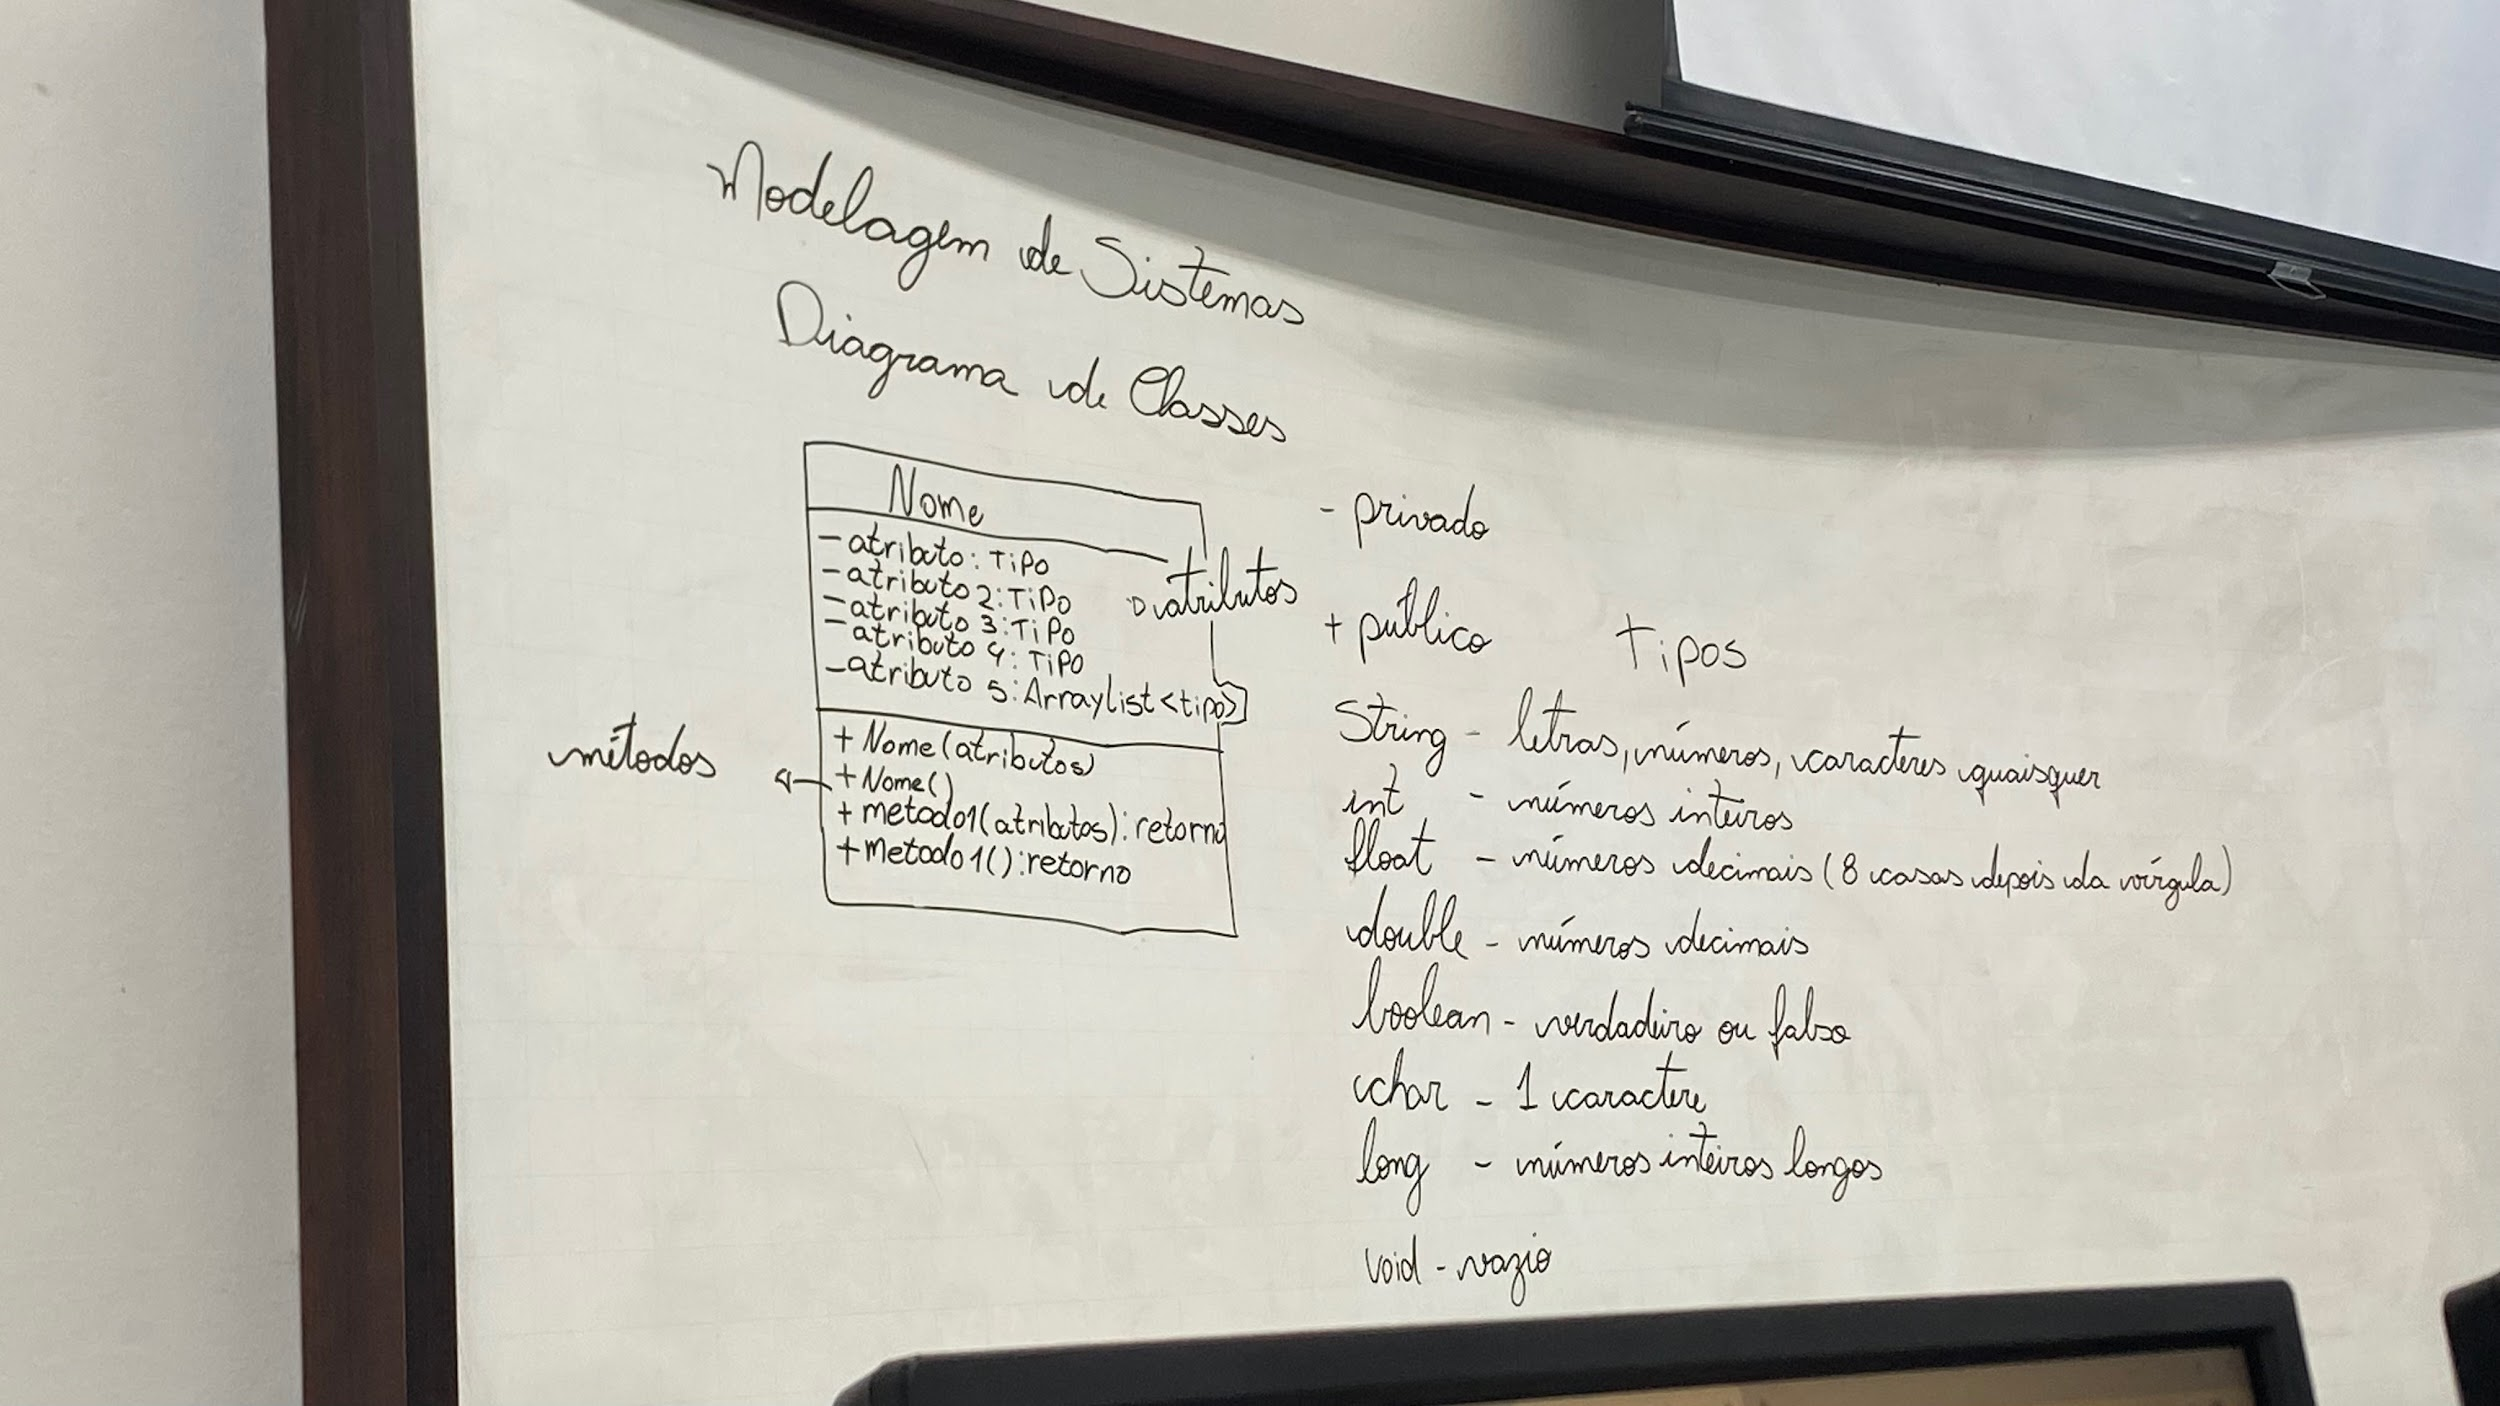 Modelagem de Sistemas
Diagrama de Classes
Nome
- atributo: Tipo
- atributo 2: Tipo
- atributo 3: Tipo
- atributo 4: Tipo
- atributo 5: Arraylist<tipo>
atributos
métodos
+ Nome(atributos)
+ Nome()
+ metodo1(atributos): retorno
+ metodo1(): retorno
- privado
+ público
Tipos
String - letras, números, caracteres quaisquer
int - números inteiros
float - números decimais (8 casas depois da vírgula)
double - números decimais
boolean - verdadeiro ou falso
char - 1 caractere
long - números inteiros longos
void - vazio